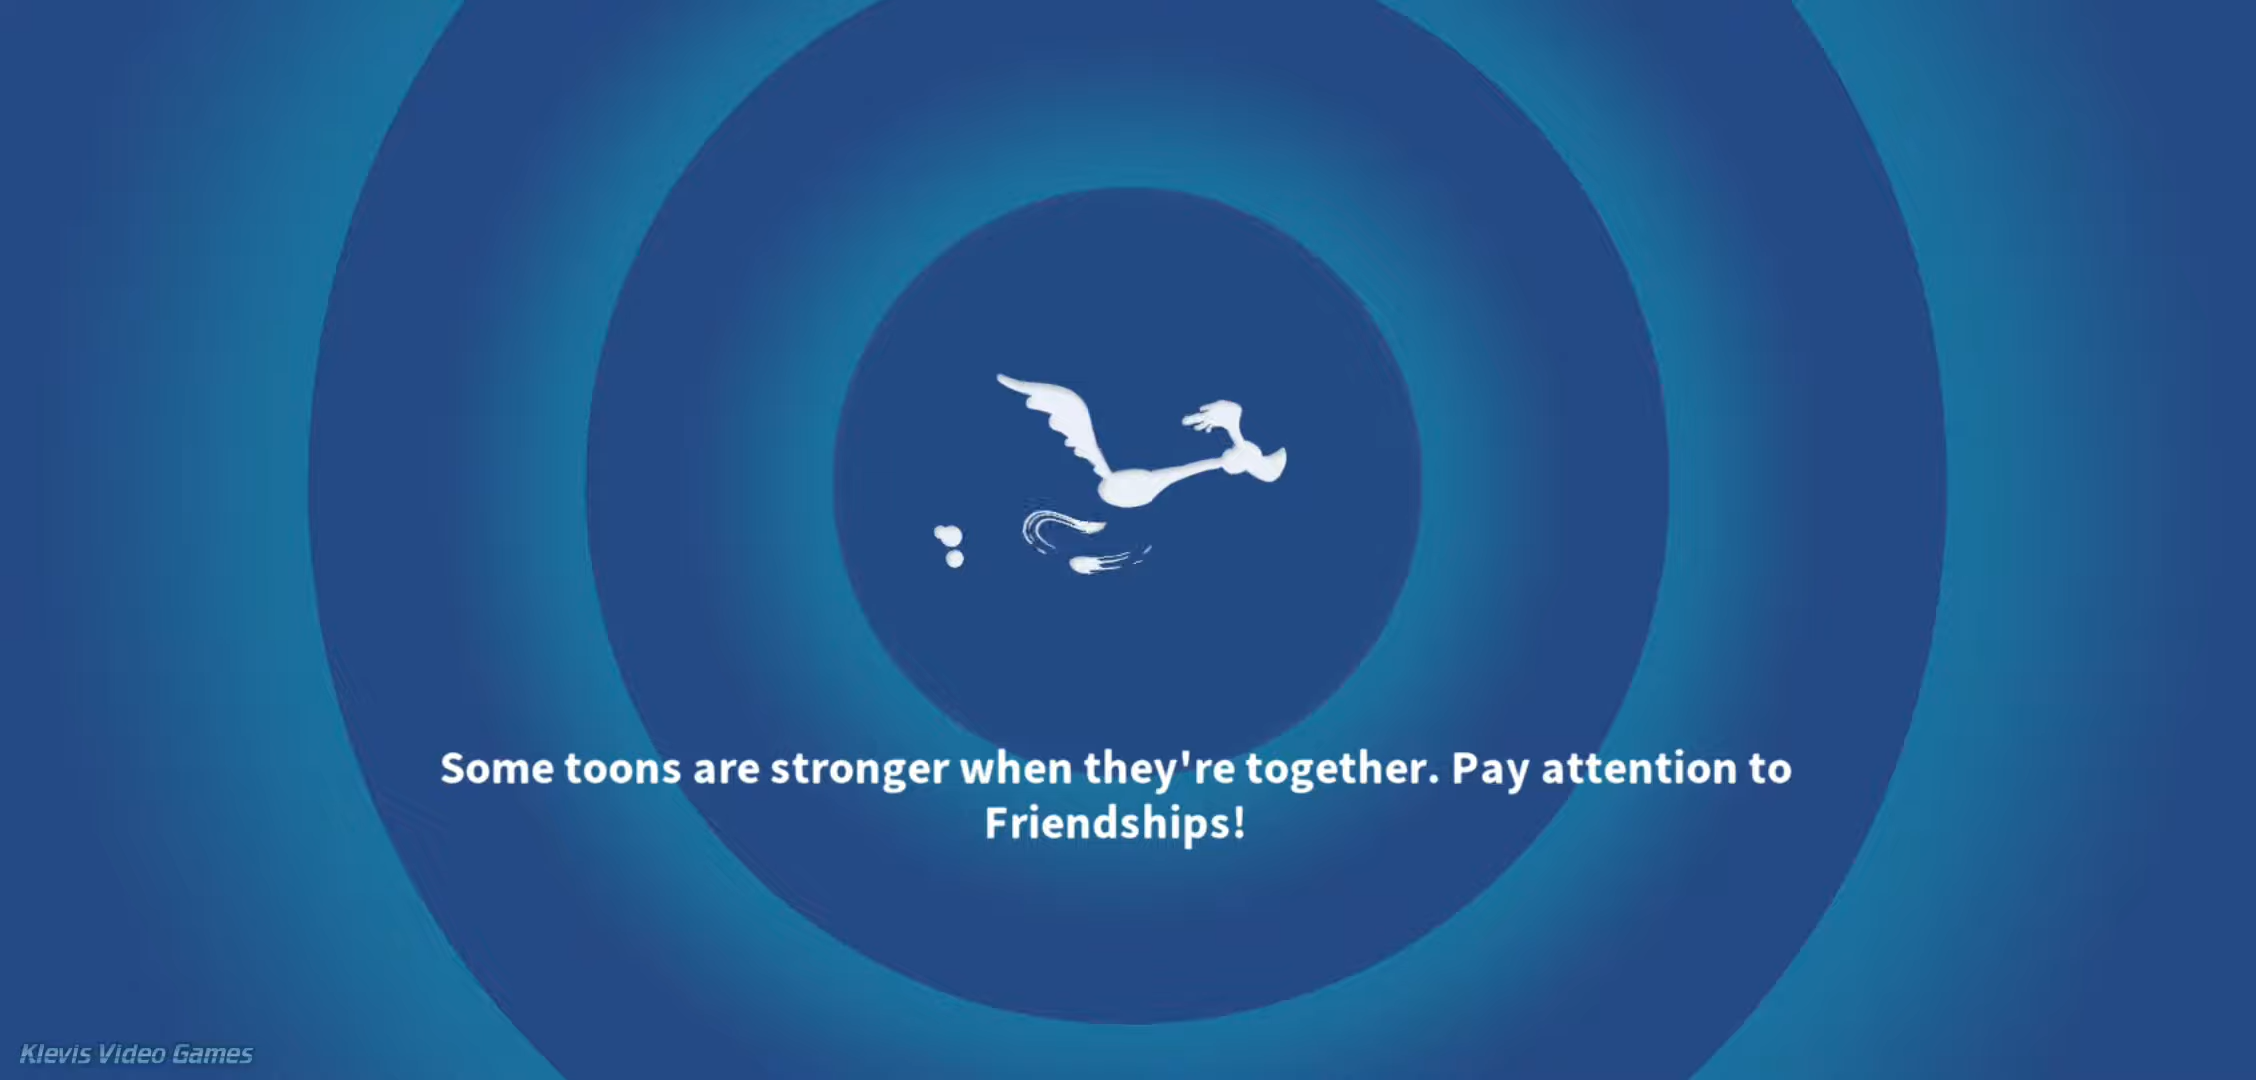 Some toons are stronger when they're together. Pay attention to
Friendships!
Klevis Video Games